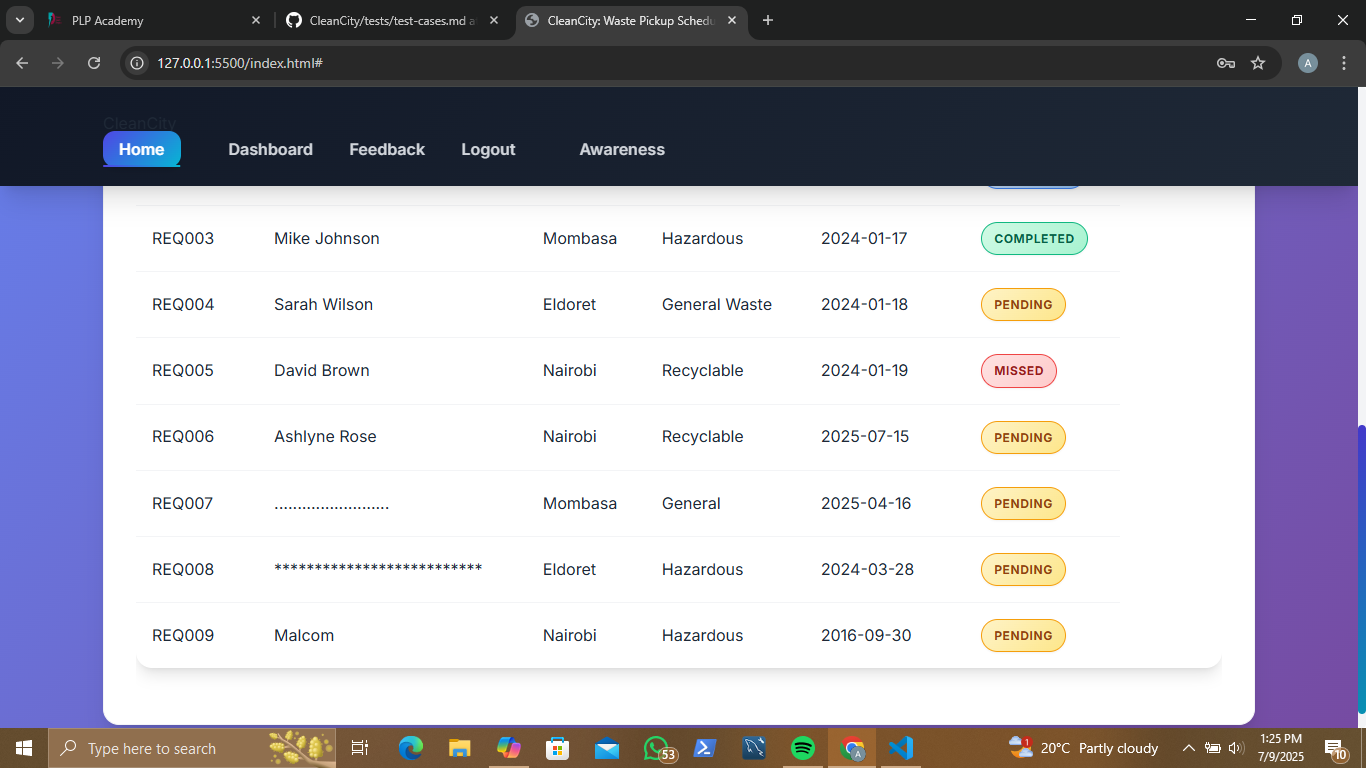 PLP Academy
CleanCity/tests/test-cases.md a
CleanCity: Waste Pickup Schedu
127.0.0.1:5500/index.html#
A
CleanCity
Home Dashboard Feedback Logout Awareness
REQ003 Mike Johnson Mombasa Hazardous 2024-01-17 COMPLETED
REQ004 Sarah Wilson Eldoret General Waste 2024-01-18 PENDING
REQ005 David Brown Nairobi Recyclable 2024-01-19 MISSED
REQ006 Ashlyne Rose Nairobi Recyclable 2025-07-15 PENDING
REQ007 ......................... Mombasa General 2025-04-16 PENDING
REQ008 ************************** Eldoret Hazardous 2024-03-28 PENDING
REQ009 Malcom Nairobi Hazardous 2016-09-30 PENDING
Type here to search
53
A
1
20°C Partly cloudy
1:25 PM
7/9/2025
10